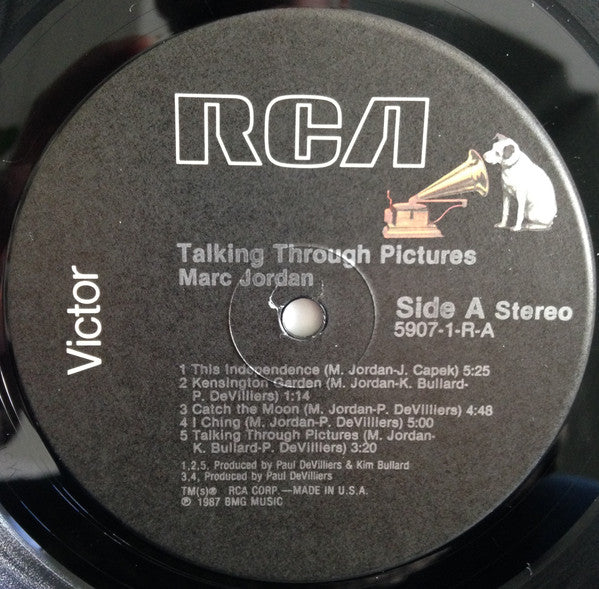 RCA
Victor
Talking Through Pictures
Marc Jordan
Side A Stereo
5907-1-R-A
1 This Independence (M. Jordan-J. Capek) 5:25
2 Kensington Garden (M. Jordan-K. Bullard-
P. DeVilliers) 1:14
3 Catch the Moon (M. Jordan-P. DeVilliers) 4:48
4 I Ching (M. Jordan-P. DeVilliers) 5:00
5 Talking Through Pictures (M. Jordan-
K. Bullard-P. DeVilliers) 3:20
1,2,5, Produced by Paul DeVilliers & Kim Bullard
3,4, Produced by Paul DeVilliers
TM(s)® RCA CORP.—MADE IN U.S.A.
℗ 1987 BMG MUSIC